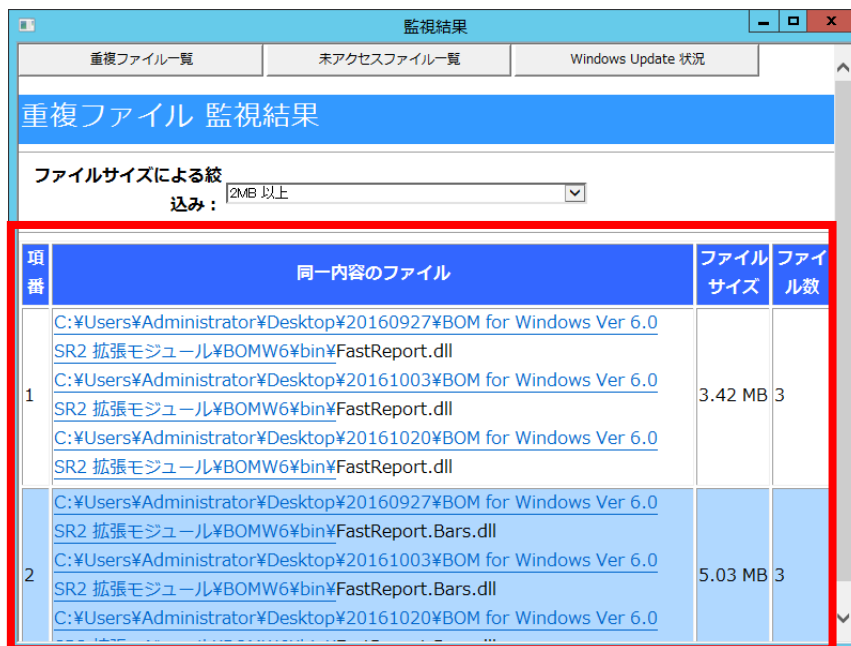 監視結果
重複ファイル一覧
未アクセスファイル一覧
Windows Update 状況
重複ファイル 監視結果
ファイルサイズによる絞
込み：
2MB 以上
項
番
同一内容のファイル
ファイル
サイズ
ファイ
ル数
1
C:¥Users¥Administrator¥Desktop¥20160927¥BOM for Windows Ver 6.0
SR2 拡張モジュール¥BOMW6¥bin¥FastReport.dll
C:¥Users¥Administrator¥Desktop¥20161003¥BOM for Windows Ver 6.0
SR2 拡張モジュール¥BOMW6¥bin¥FastReport.dll
C:¥Users¥Administrator¥Desktop¥20161020¥BOM for Windows Ver 6.0
SR2 拡張モジュール¥BOMW6¥bin¥FastReport.dll
3.42 MB
3
2
C:¥Users¥Administrator¥Desktop¥20160927¥BOM for Windows Ver 6.0
SR2 拡張モジュール¥BOMW6¥bin¥FastReport.Bars.dll
C:¥Users¥Administrator¥Desktop¥20161003¥BOM for Windows Ver 6.0
SR2 拡張モジュール¥BOMW6¥bin¥FastReport.Bars.dll
C:¥Users¥Administrator¥Desktop¥20161020¥BOM for Windows Ver 6.0
5.03 MB
3